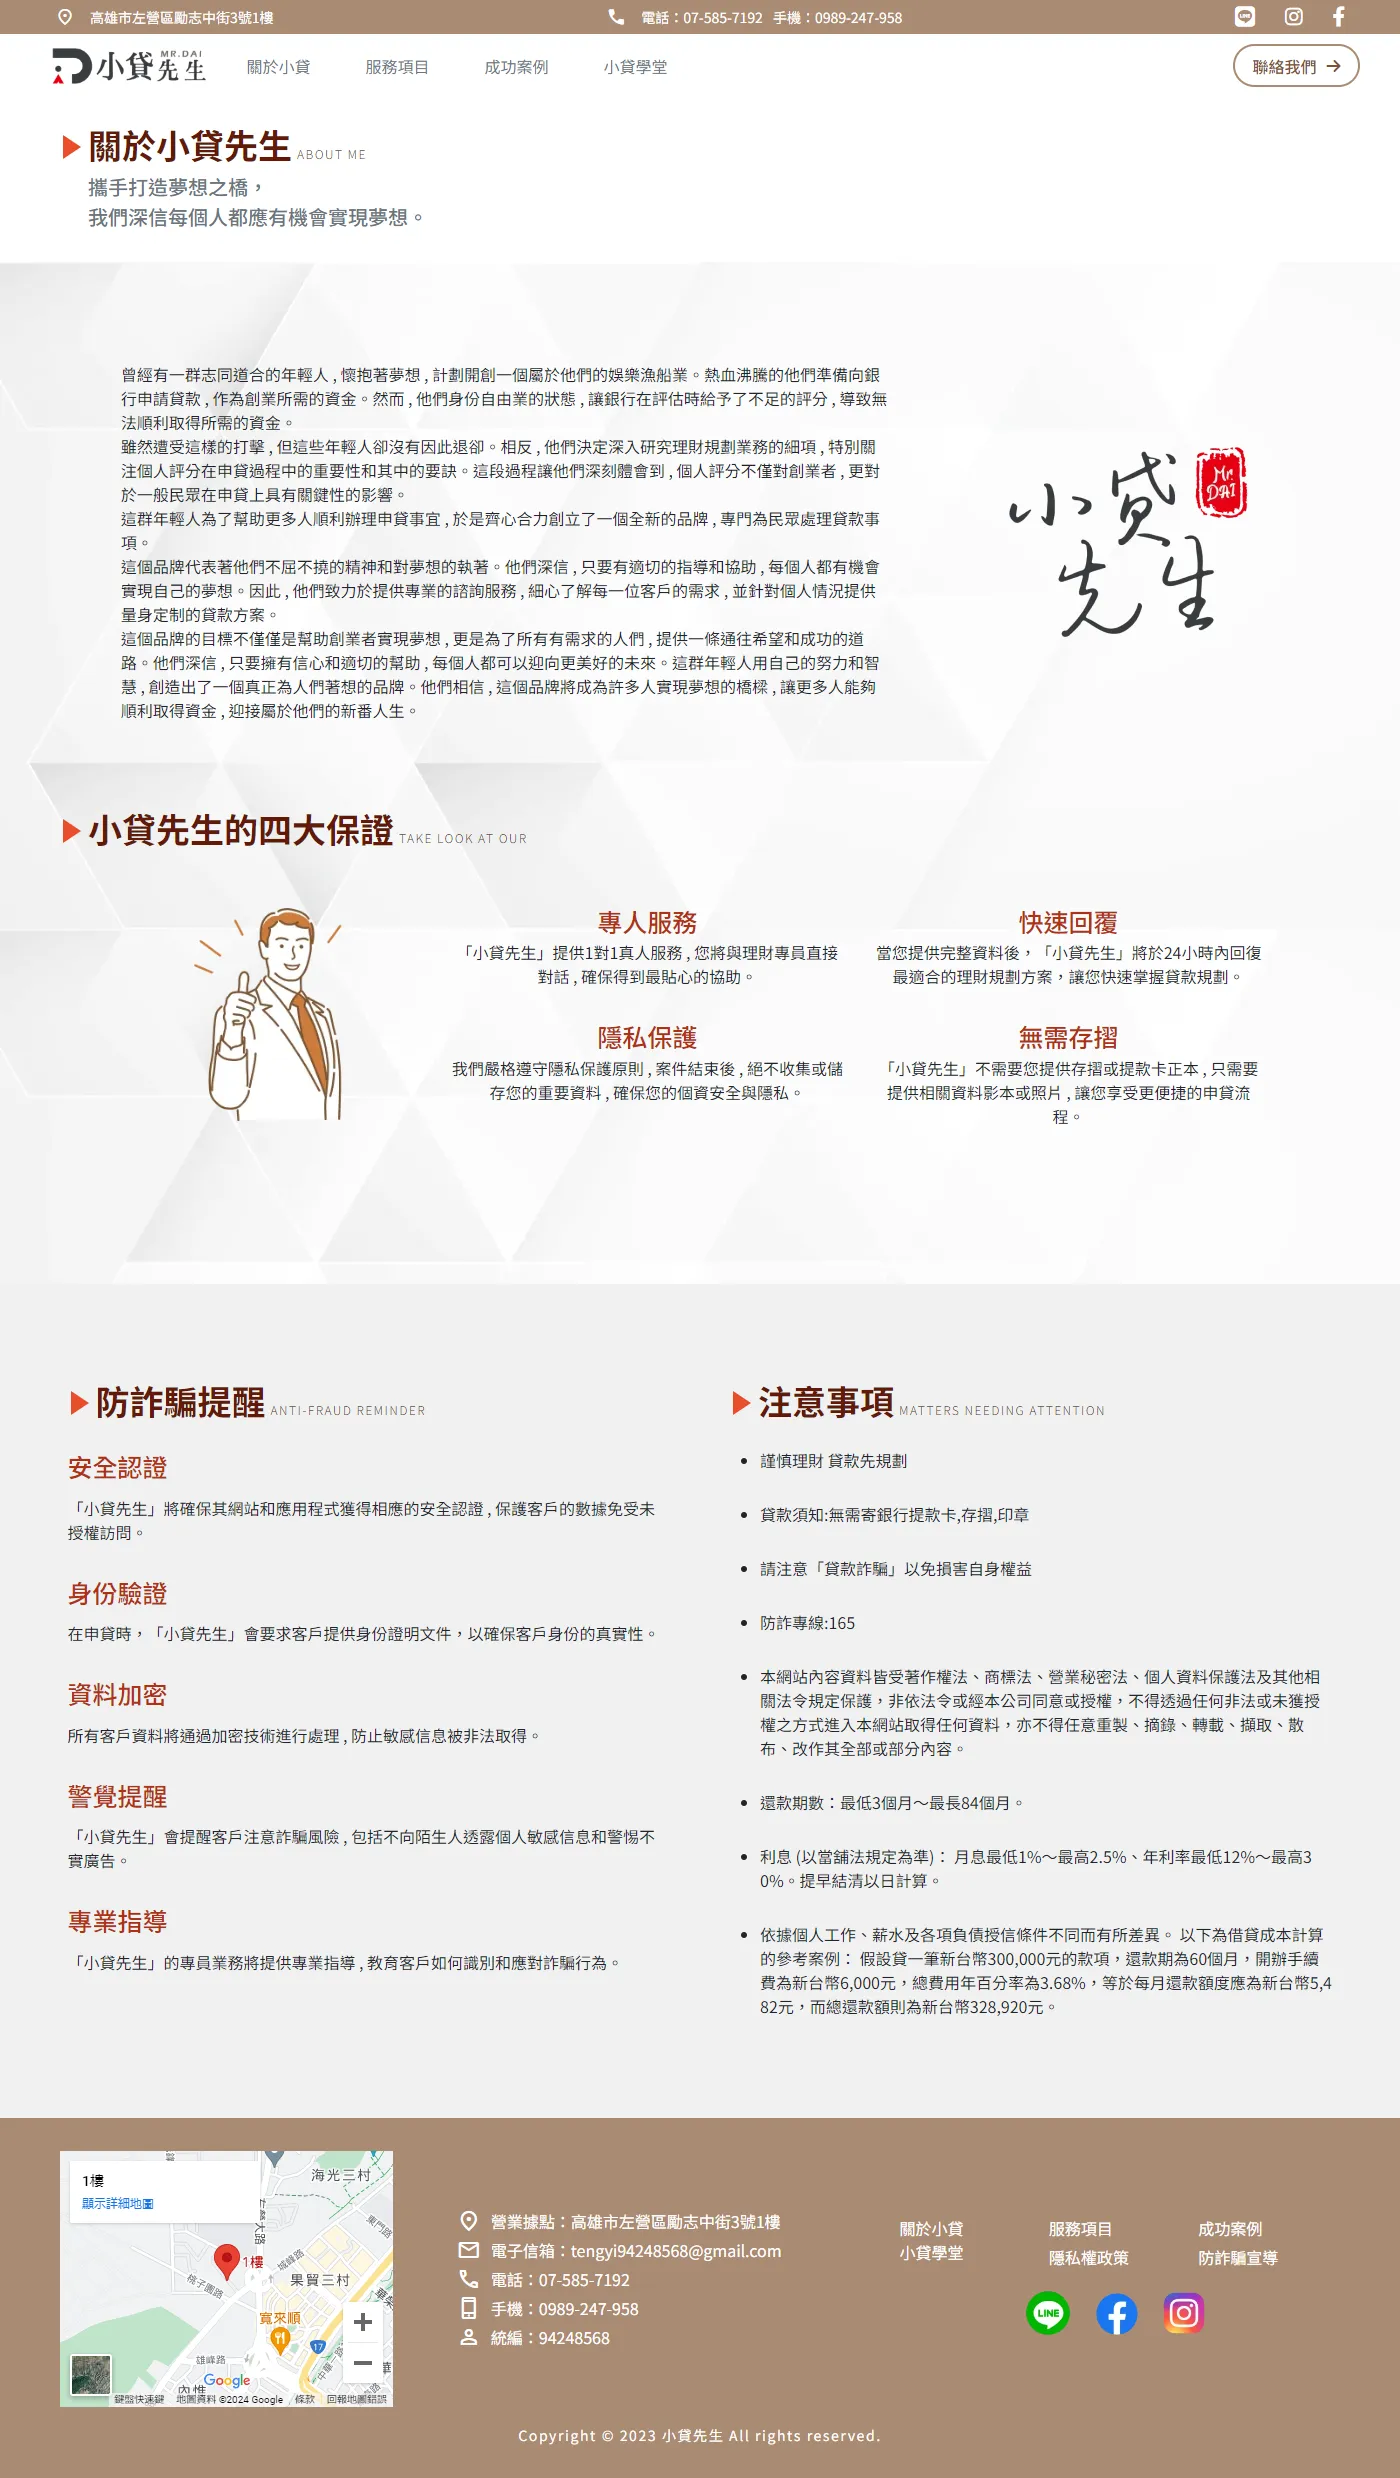 高雄市左營區勵志中街3號1樓
電話：07-585-7192 手機：0989-247-958
小貸先生
MR.DAI
關於小貸
服務項目
成功案例
小貸學堂
聯絡我們
關於小貸先生 ABOUT ME
攜手打造夢想之橋，
我們深信每個人都應有機會實現夢想。
曾經有一群志同道合的年輕人 , 懷抱著夢想 , 計劃開創一個屬於他們的娛樂漁船業。熱血沸騰的他們準備向銀
行申請貸款 , 作為創業所需的資金。然而 , 他們身份自由業的狀態 , 讓銀行在評估時給予了不足的評分 , 導致無
法順利取得所需的資金。
雖然遭受這樣的打擊 , 但這些年輕人卻沒有因此退卻。相反 , 他們決定深入研究理財規劃業務的細項 , 特別關
注個人評分在申貸過程中的重要性和其中的要訣。這段過程讓他們深刻體會到 , 個人評分不僅對創業者 , 更對
於一般民眾在申貸上具有關鍵性的影響。
這群年輕人為了幫助更多人順利辦理申貸事宜 , 於是齊心合力創立了一個全新的品牌 , 專門為民眾處理貸款事
項。
這個品牌代表著他們不屈不撓的精神和對夢想的執著。他們深信 , 只要有適切的指導和協助 , 每個人都有機會
實現自己的夢想。因此 , 他們致力於提供專業的諮詢服務 , 細心了解每一位客戶的需求 , 並針對個人情況提供
量身定制的貸款方案。
這個品牌的目標不僅僅是幫助創業者實現夢想 , 更是為了所有有需求的人們 , 提供一條通往希望和成功的道
路。他們深信 , 只要擁有信心和適切的幫助 , 每個人都可以迎向更美好的未來。這群年輕人用自己的努力和智
慧 , 創造出了一個真正為人們著想的品牌。他們相信 , 這個品牌將成為許多人實現夢想的橋樑 , 讓更多人能夠
順利取得資金 , 迎接屬於他們的新番人生。
小貸
先生
Mr.
DAI
小貸先生的四大保證 TAKE LOOK AT OUR
專人服務
「小貸先生」提供1對1真人服務 , 您將與理財專員直接
對話 , 確保得到最貼心的協助。
快速回覆
當您提供完整資料後，「小貸先生」將於24小時內回復
最適合的理財規劃方案，讓您快速掌握貸款規劃。
隱私保護
我們嚴格遵守隱私保護原則 , 案件結束後 , 絕不收集或儲
存您的重要資料 , 確保您的個資安全與隱私。
無需存摺
「小貸先生」不需要您提供存摺或提款卡正本 , 只需要
提供相關資料影本或照片 , 讓您享受更便捷的申貸流
程。
防詐騙提醒 ANTI-FRAUD REMINDER
安全認證
「小貸先生」將確保其網站和應用程式獲得相應的安全認證 , 保護客戶的數據免受未
授權訪問。
身份驗證
在申貸時，「小貸先生」會要求客戶提供身份證明文件，以確保客戶身份的真實性。
資料加密
所有客戶資料將通過加密技術進行處理 , 防止敏感信息被非法取得。
警覺提醒
「小貸先生」會提醒客戶注意詐騙風險 , 包括不向陌生人透露個人敏感信息和警惕不
實廣告。
專業指導
「小貸先生」的專員業務將提供專業指導 , 教育客戶如何識別和應對詐騙行為。
注意事項 MATTERS NEEDING ATTENTION
謹慎理財 貸款先規劃
貸款須知:無需寄銀行提款卡,存摺,印章
請注意「貸款詐騙」以免損害自身權益
防詐專線:165
本網站內容資料皆受著作權法、商標法、營業秘密法、個人資料保護法及其他相
關法令規定保護，非依法令或經本公司同意或授權，不得透過任何非法或未獲授
權之方式進入本網站取得任何資料，亦不得任意重製、摘錄、轉載、擷取、散
布、改作其全部或部分內容。
還款期數：最低3個月～最長84個月。
利息 (以當舖法規定為準)： 月息最低1%～最高2.5%、年利率最低12%～最高3
0%。提早結清以日計算。
依據個人工作、薪水及各項負債授信條件不同而有所差異。 以下為借貸成本計算
的參考案例： 假設貸一筆新台幣300,000元的款項，還款期為60個月，開辦手續
費為新台幣6,000元，總費用年百分率為3.68%，等於每月還款額度應為新台幣5,4
82元，而總還款額則為新台幣328,920元。
1樓
顯示詳細地圖
海光三村
東門路
城峰路
1樓
桃子園路
果貿三村
寬來順
17
中華一路
雄峰路
內惟
Google
鍵盤快速鍵 地圖資料 ©2024 Google 條款 回報地圖錯誤
營業據點：高雄市左營區勵志中街3號1樓
電子信箱：tengyi94248568@gmail.com
電話：07-585-7192
手機：0989-247-958
統編：94248568
關於小貸
服務項目
成功案例
小貸學堂
隱私權政策
防詐騙宣導
LINE
Copyright © 2023 小貸先生 All rights reserved.